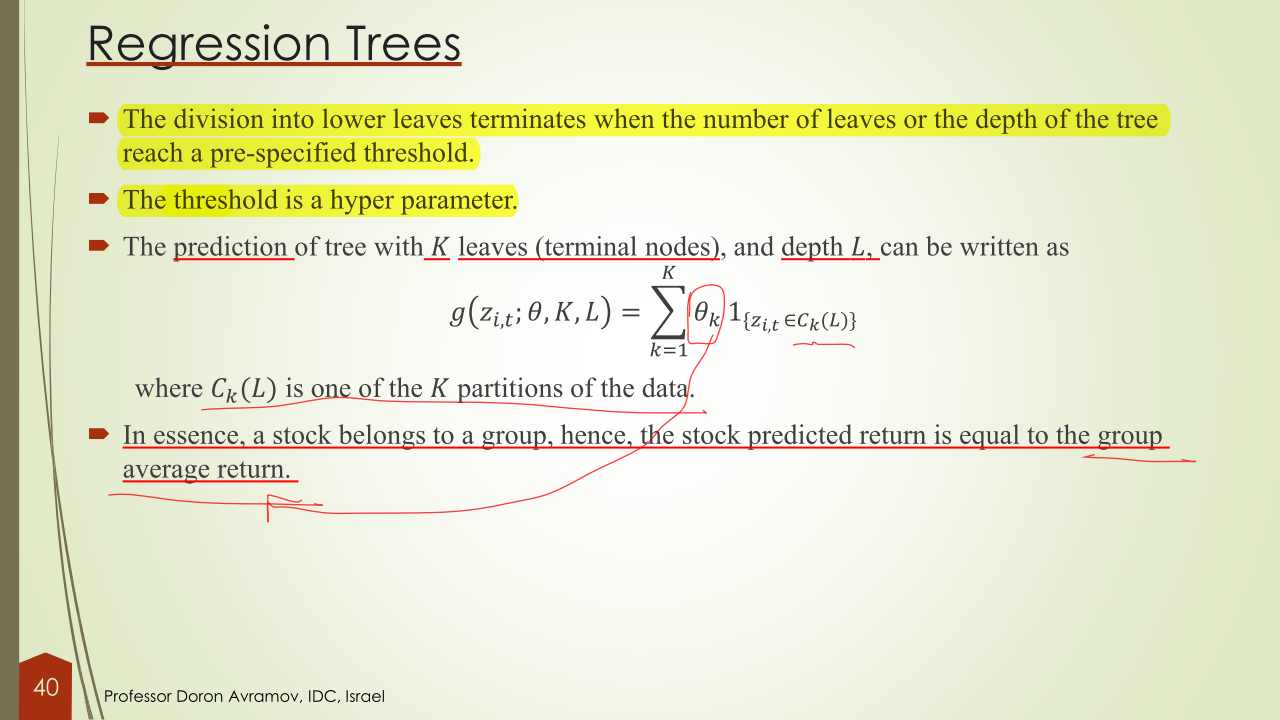 Regression Trees
The division into lower leaves terminates when the number of leaves or the depth of the tree
reach a pre-specified threshold.
The threshold is a hyper parameter.
The prediction of tree with K leaves (terminal nodes), and depth L, can be written as
g(z_{i,t}; θ, K, L) = ∑_{k=1}^{K} θ_k 1_{{z_{i,t} ∈ C_k(L)}}
where C_k(L) is one of the K partitions of the data.
In essence, a stock belongs to a group, hence, the stock predicted return is equal to the group
average return.
40
Professor Doron Avramov, IDC, Israel